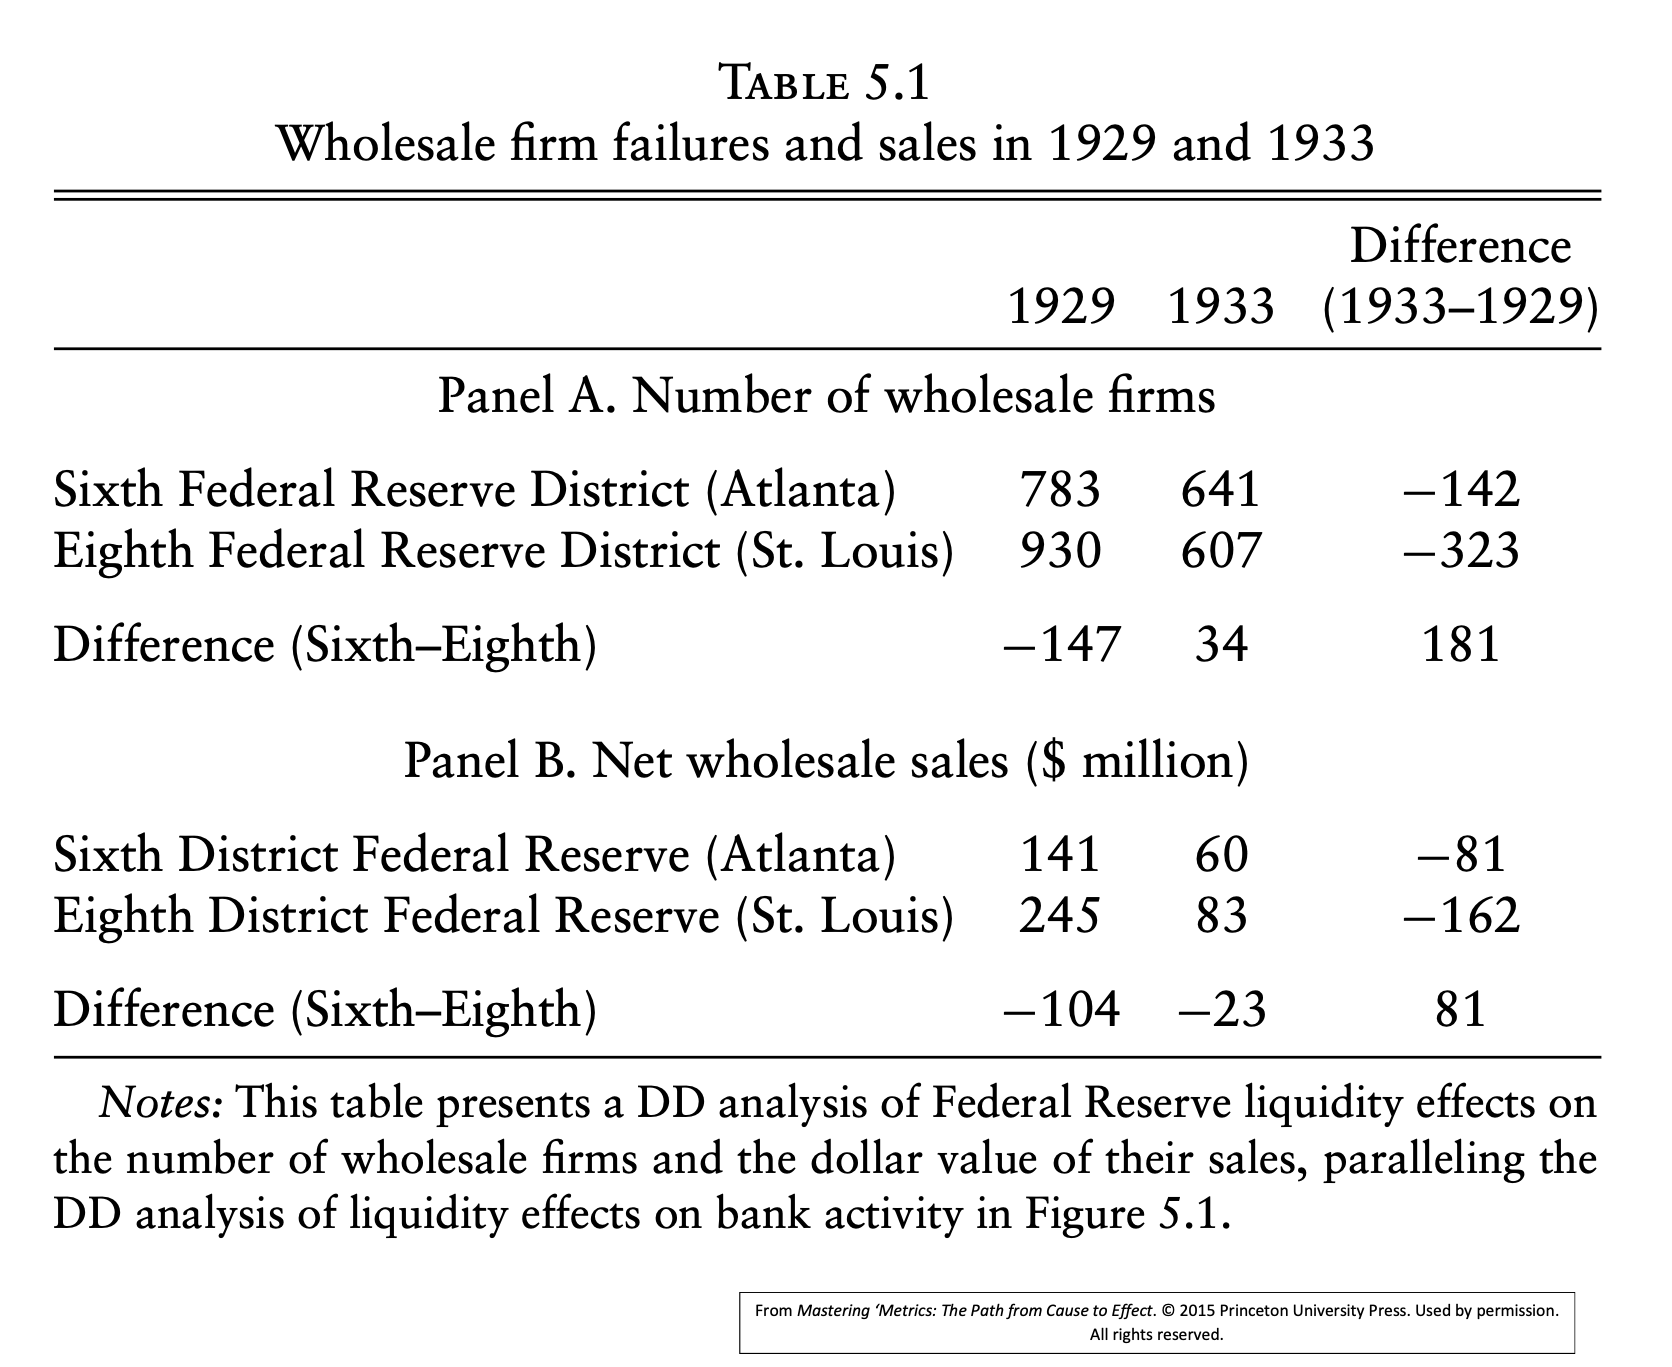 TABLE 5.1
Wholesale firm failures and sales in 1929 and 1933
Difference
1929 1933 (1933–1929)
Panel A. Number of wholesale firms
Sixth Federal Reserve District (Atlanta) 783 641 −142
Eighth Federal Reserve District (St. Louis) 930 607 −323
Difference (Sixth–Eighth) −147 34 181
Panel B. Net wholesale sales ($ million)
Sixth District Federal Reserve (Atlanta) 141 60 −81
Eighth District Federal Reserve (St. Louis) 245 83 −162
Difference (Sixth–Eighth) −104 −23 81
Notes: This table presents a DD analysis of Federal Reserve liquidity effects on
the number of wholesale firms and the dollar value of their sales, paralleling the
DD analysis of liquidity effects on bank activity in Figure 5.1.
From Mastering ‘Metrics: The Path from Cause to Effect. © 2015 Princeton University Press. Used by permission.
All rights reserved.